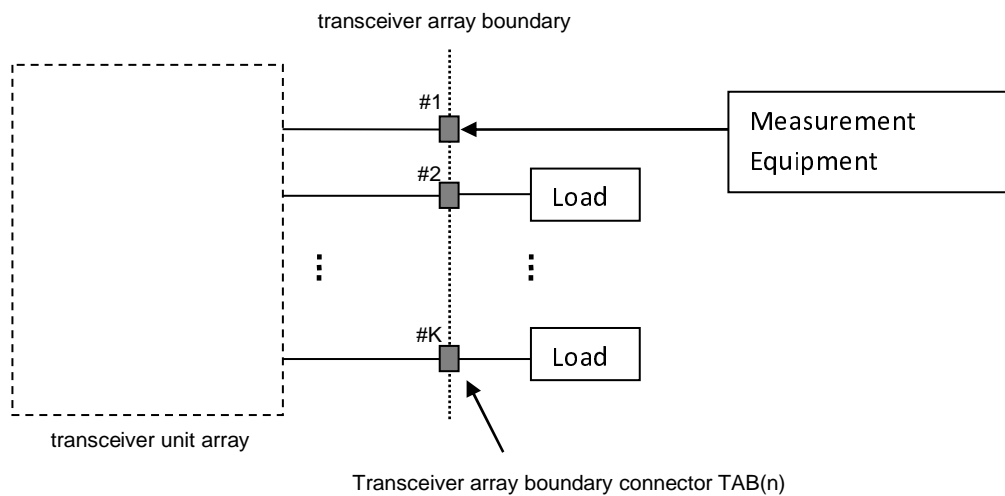 transceiver array boundary
#1
Measurement
Equipment
#2
Load
#K
Load
transceiver unit array
Transceiver array boundary connector TAB(n)